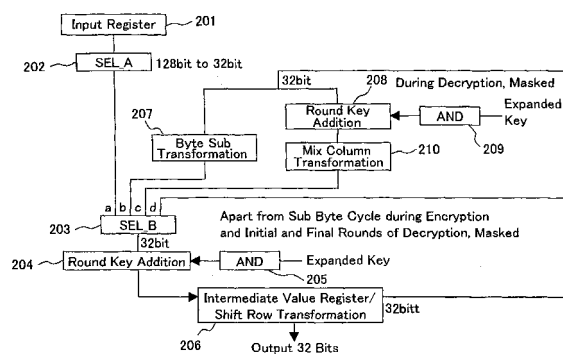 Input Register
201
202
SEL_A
128bit to 32bit
32bit
208
During Decryption, Masked
Round Key
Addition
AND
Expanded
Key
209
207
Byte Sub
Transformation
Mix Column
Transformation
210
a b c d
203
SEL_B
32bit
Apart from Sub Byte Cycle during Encryption
and Initial and Final Rounds of Decryption, Masked
204
Round Key Addition
AND
Expanded Key
205
Intermediate Value Register/
Shift Row Transformation
32bitt
206
Output 32 Bits